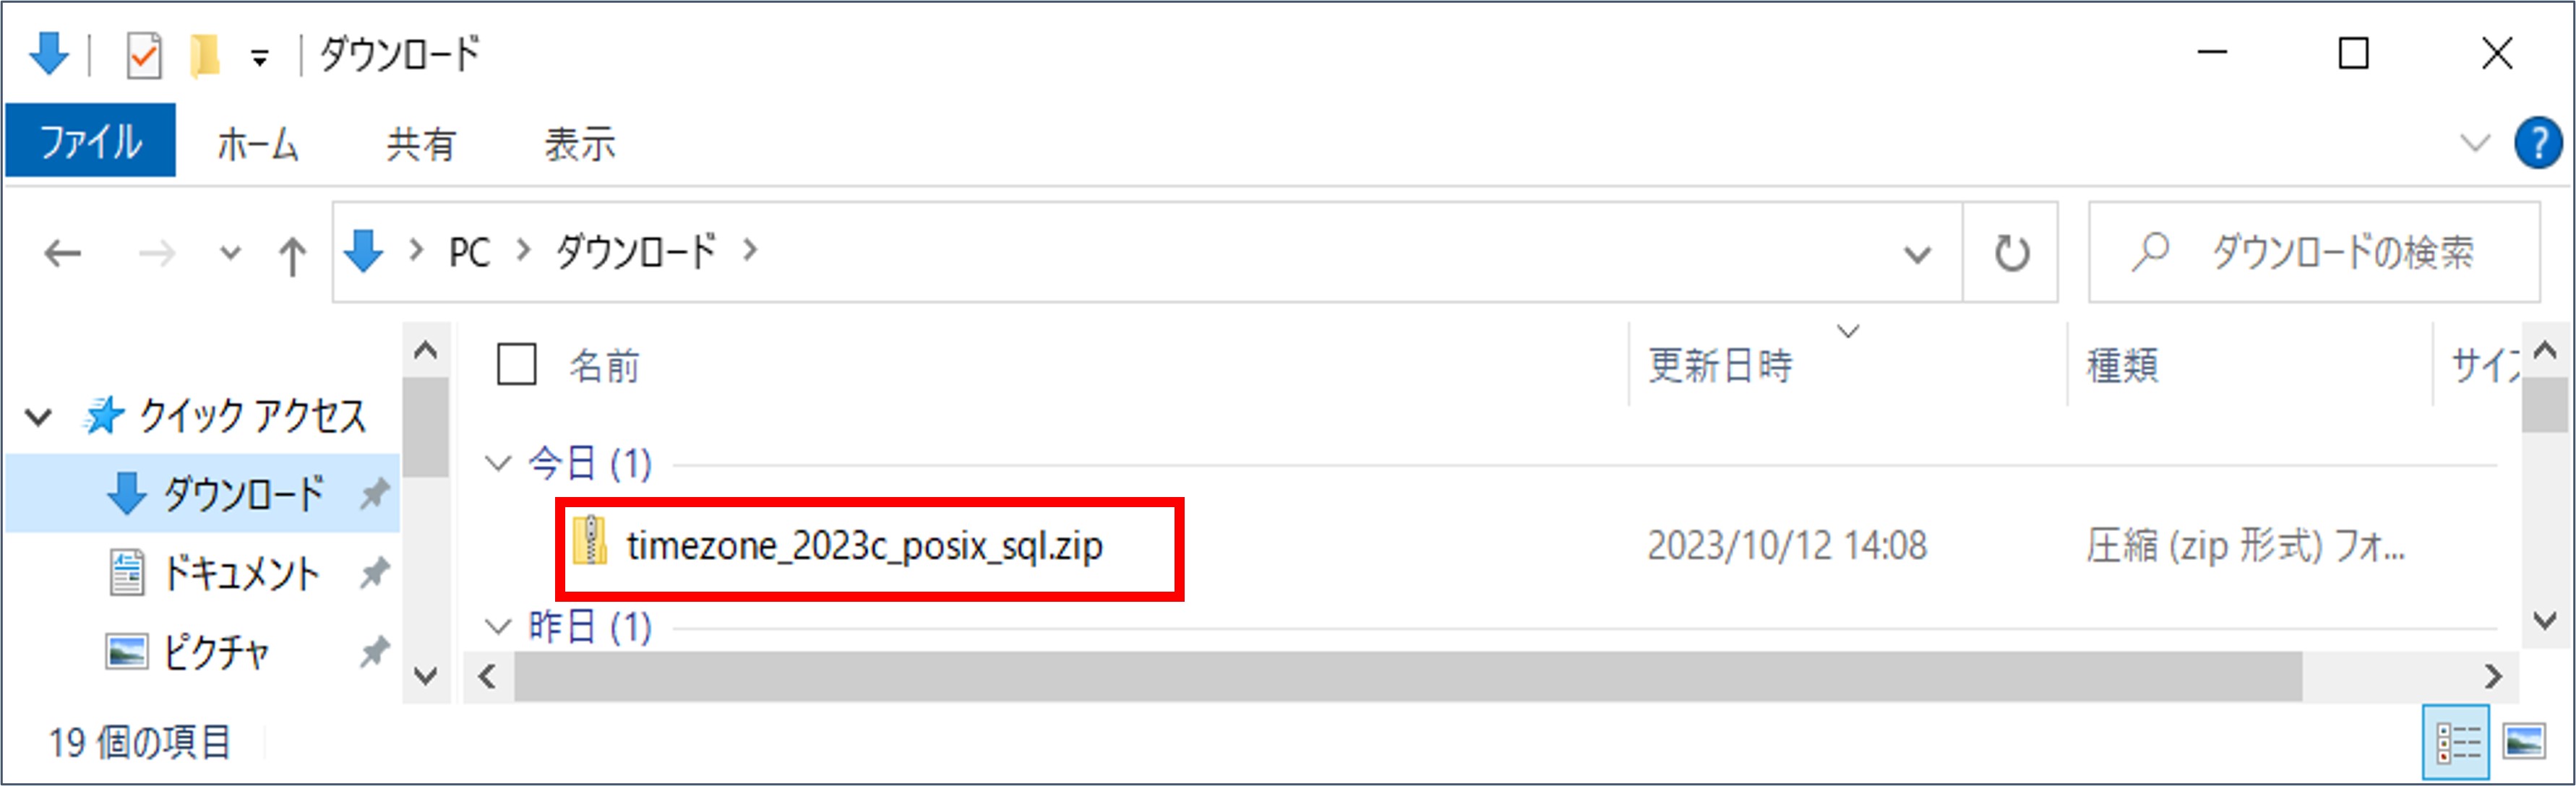 ダウンロード
ファイル ホーム 共有 表示
?
PC ダウンロード
ダウンロードの検索
名前 更新日時 種類 サイズ
クイック アクセス
ダウンロード
ドキュメント
ピクチャ
今日 (1)
timezone_2023c_posix_sql.zip 2023/10/12 14:08 圧縮 (zip 形式) フォ...
昨日 (1)
19 個の項目